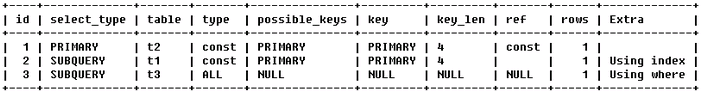 | id | select_type | table | type | possible_keys | key | key_len | ref | rows | Extra |
| 1 | PRIMARY | t2 | const | PRIMARY | PRIMARY | 4 | const | 1 | |
| 2 | SUBQUERY | t1 | const | PRIMARY | PRIMARY | 4 | | 1 | Using index |
| 3 | SUBQUERY | t3 | ALL | NULL | NULL | NULL | NULL | 1 | Using where |